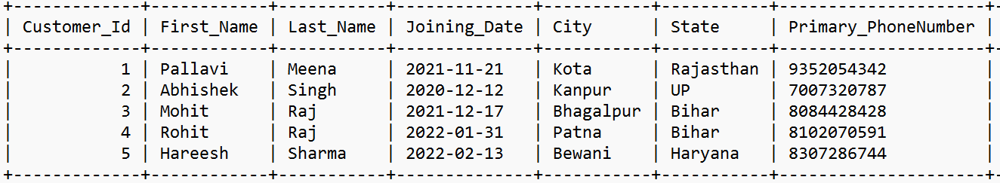 +-------------+------------+-----------+--------------+-----------+-----------+---------------------+-
| Customer_Id | First_Name | Last_Name | Joining_Date | City      | State     | Primary_PhoneNumber |
+-------------+------------+-----------+--------------+-----------+-----------+---------------------+-
|           1 | Pallavi    | Meena     | 2021-11-21   | Kota      | Rajasthan | 9352054342          |
|           2 | Abhishek   | Singh     | 2020-12-12   | Kanpur    | UP        | 7007320787          |
|           3 | Mohit      | Raj       | 2021-12-17   | Bhagalpur | Bihar     | 8084428428          |
|           4 | Rohit      | Raj       | 2022-01-31   | Patna     | Bihar     | 8102070591          |
|           5 | Hareesh    | Sharma    | 2022-02-13   | Bewani    | Haryana   | 8307286744          |
+-------------+------------+-----------+--------------+-----------+-----------+---------------------+-